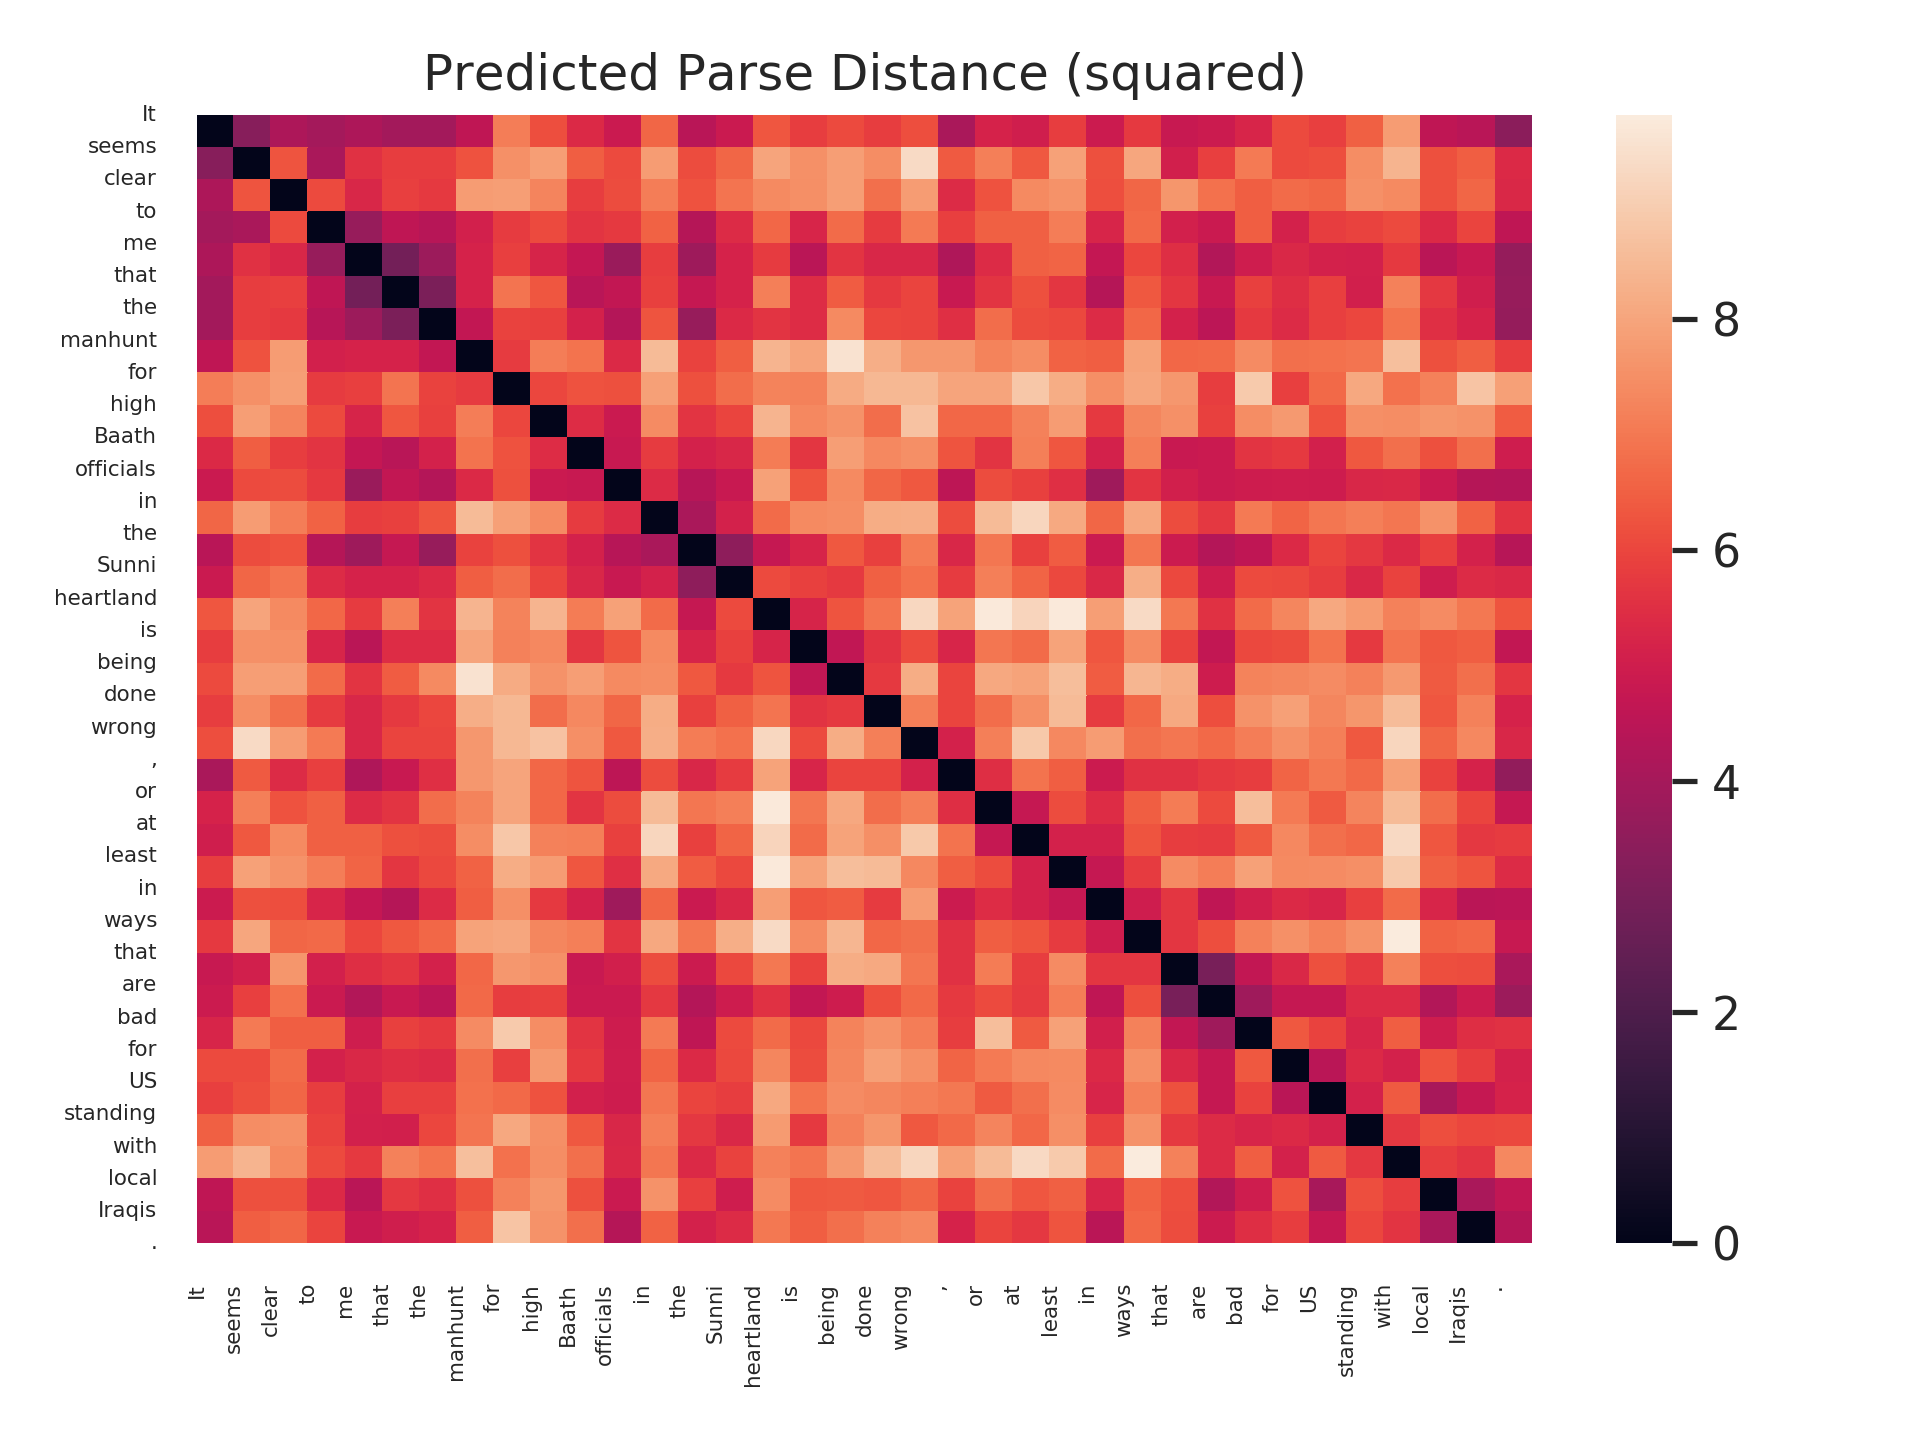 Predicted Parse Distance (squared)
It
seems
clear
to
me
that
the
manhunt
for
high
Baath
officials
in
the
Sunni
heartland
is
being
done
wrong
,
or
at
least
in
ways
that
are
bad
for
US
standing
with
local
Iraqis
.
It
seems
clear
to
me
that
the
manhunt
for
high
Baath
officials
in
the
Sunni
heartland
is
being
done
wrong
,
or
at
least
in
ways
that
are
bad
for
US
standing
with
local
Iraqis
.
8
6
4
2
0